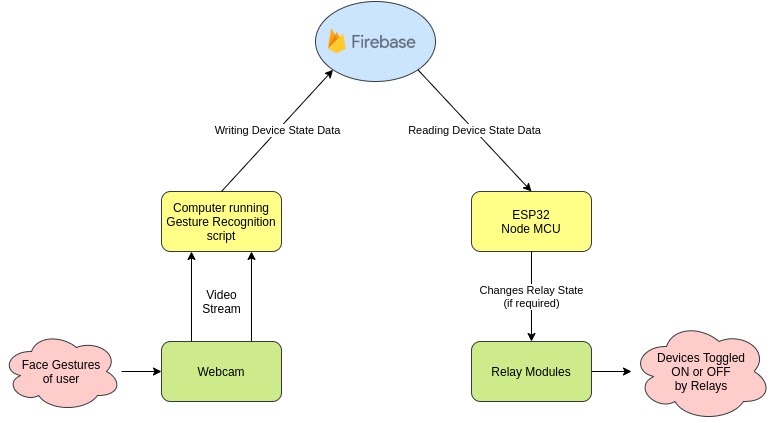 Firebase
Writing Device State Data
Reading Device State Data
Computer running
Gesture Recognition
script
ESP32
Node MCU
Video
Stream
Changes Relay State
(if required)
Face Gestures
of user
Webcam
Relay Modules
Devices Toggled
ON or OFF
by Relays